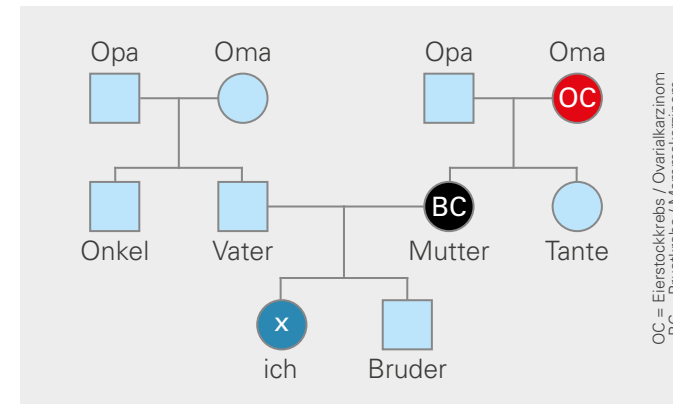 Opa Oma Opa Oma
OC
BC
Onkel Vater Mutter Tante
x
ich Bruder
OC = Eierstockkrebs / Ovarialkarzinom